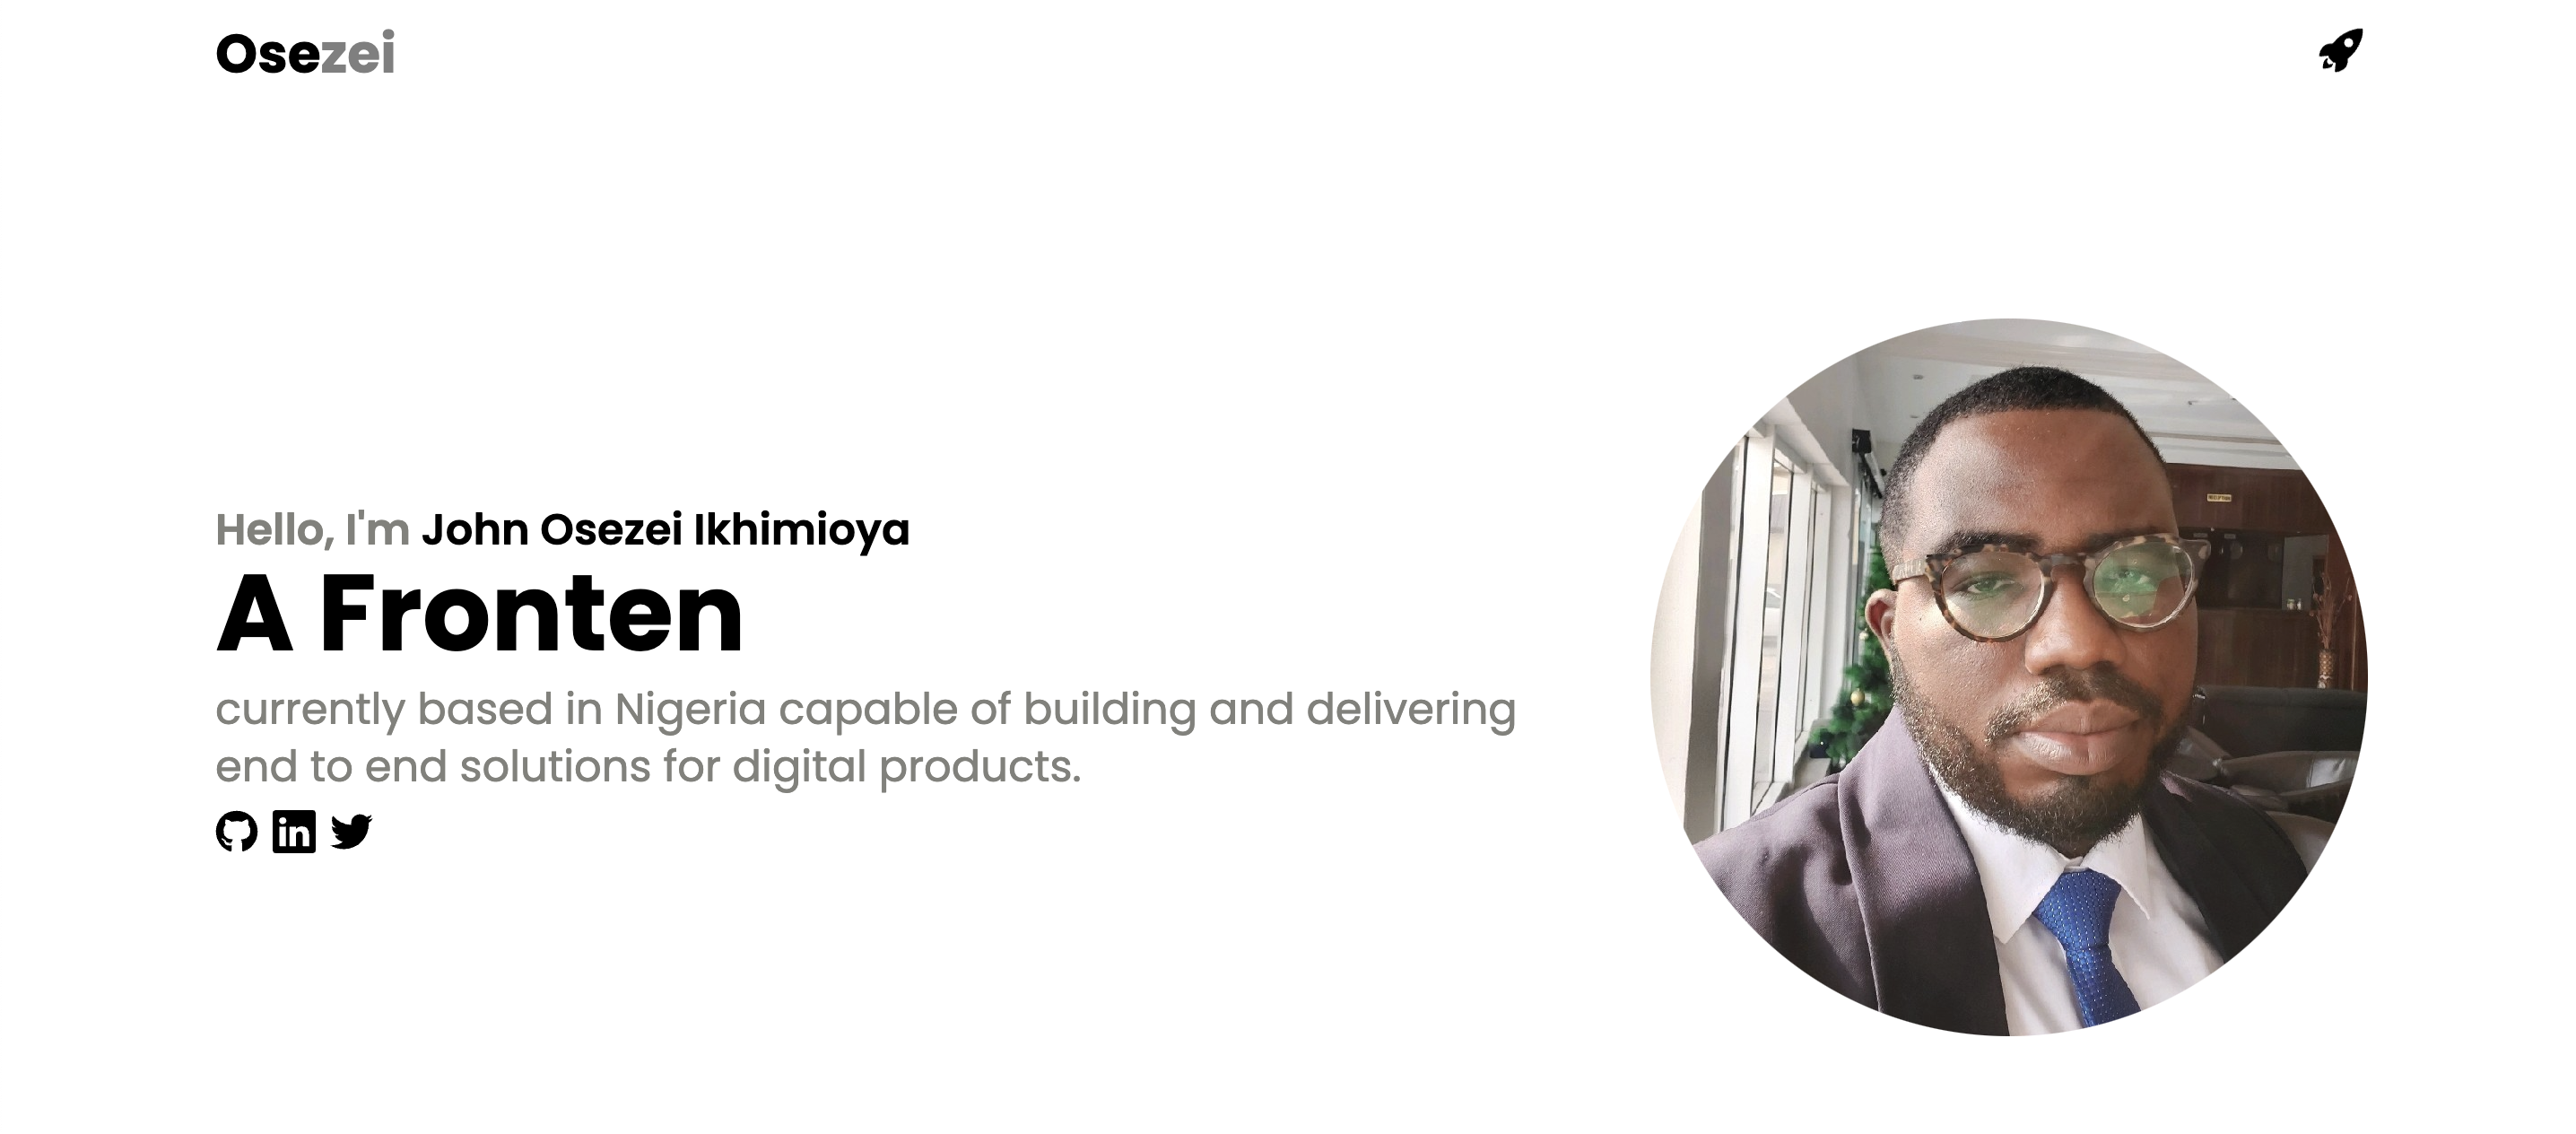 Osezei
Hello, I'm John Osezei Ikhimioya
A Fronten
currently based in Nigeria capable of building and delivering
end to end solutions for digital products.
in
RECEPTION